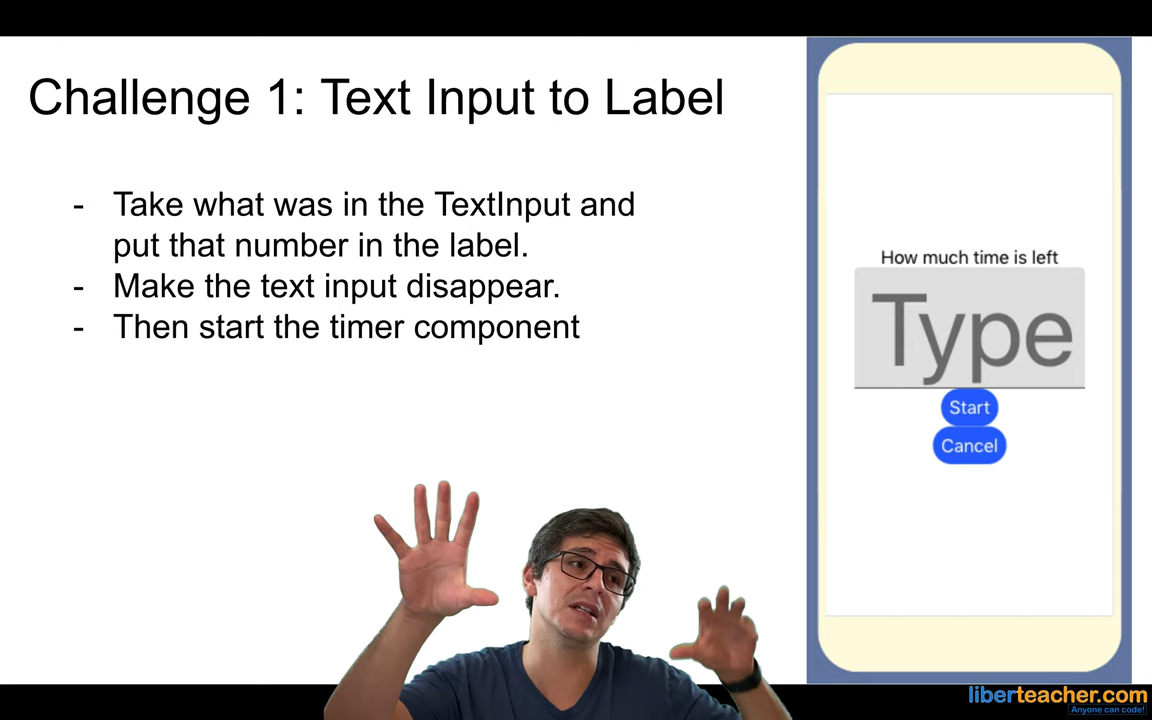 Challenge 1: Text Input to Label
- Take what was in the TextInput and
put that number in the label.
- Make the text input disappear.
- Then start the timer component
How much time is left
Type
Start
Cancel
liberteacher.com
Anyone can code!